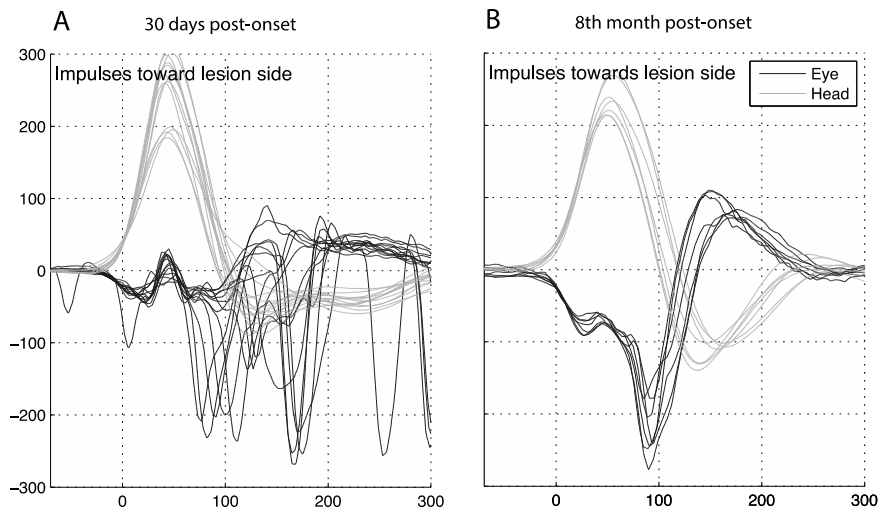 A
30 days post-onset
B
8th month post-onset
Impulses toward lesion side
Impulses towards lesion side
Eye
Head
300
200
100
0
−100
−200
−300
0
100
200
300
0
100
200
300